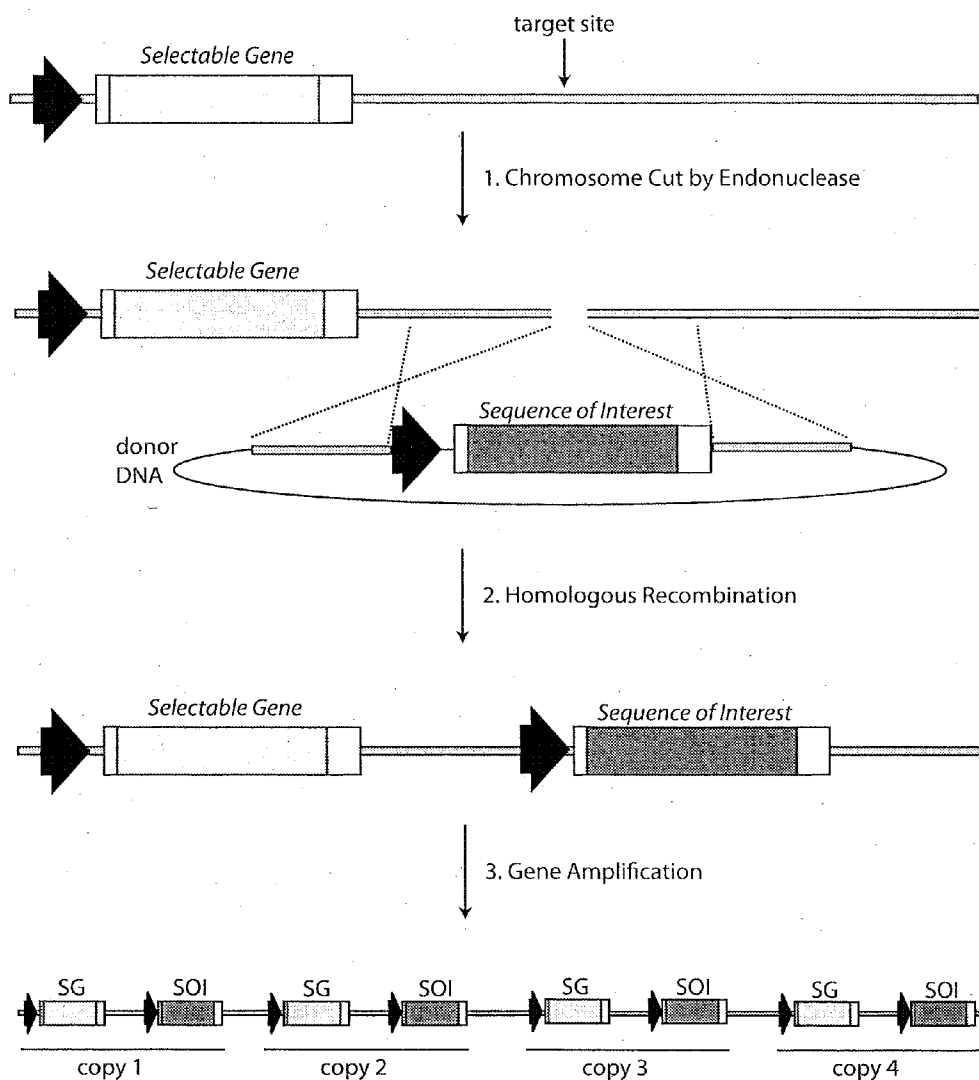 target site
Selectable Gene
1. Chromosome Cut by Endonuclease
Selectable Gene
Sequence of Interest
donor
DNA
2. Homologous Recombination
Selectable Gene
Sequence of Interest
3. Gene Amplification
SG SOI SG SOI SG SOI SG SOI
copy 1 copy 2 copy 3 copy 4